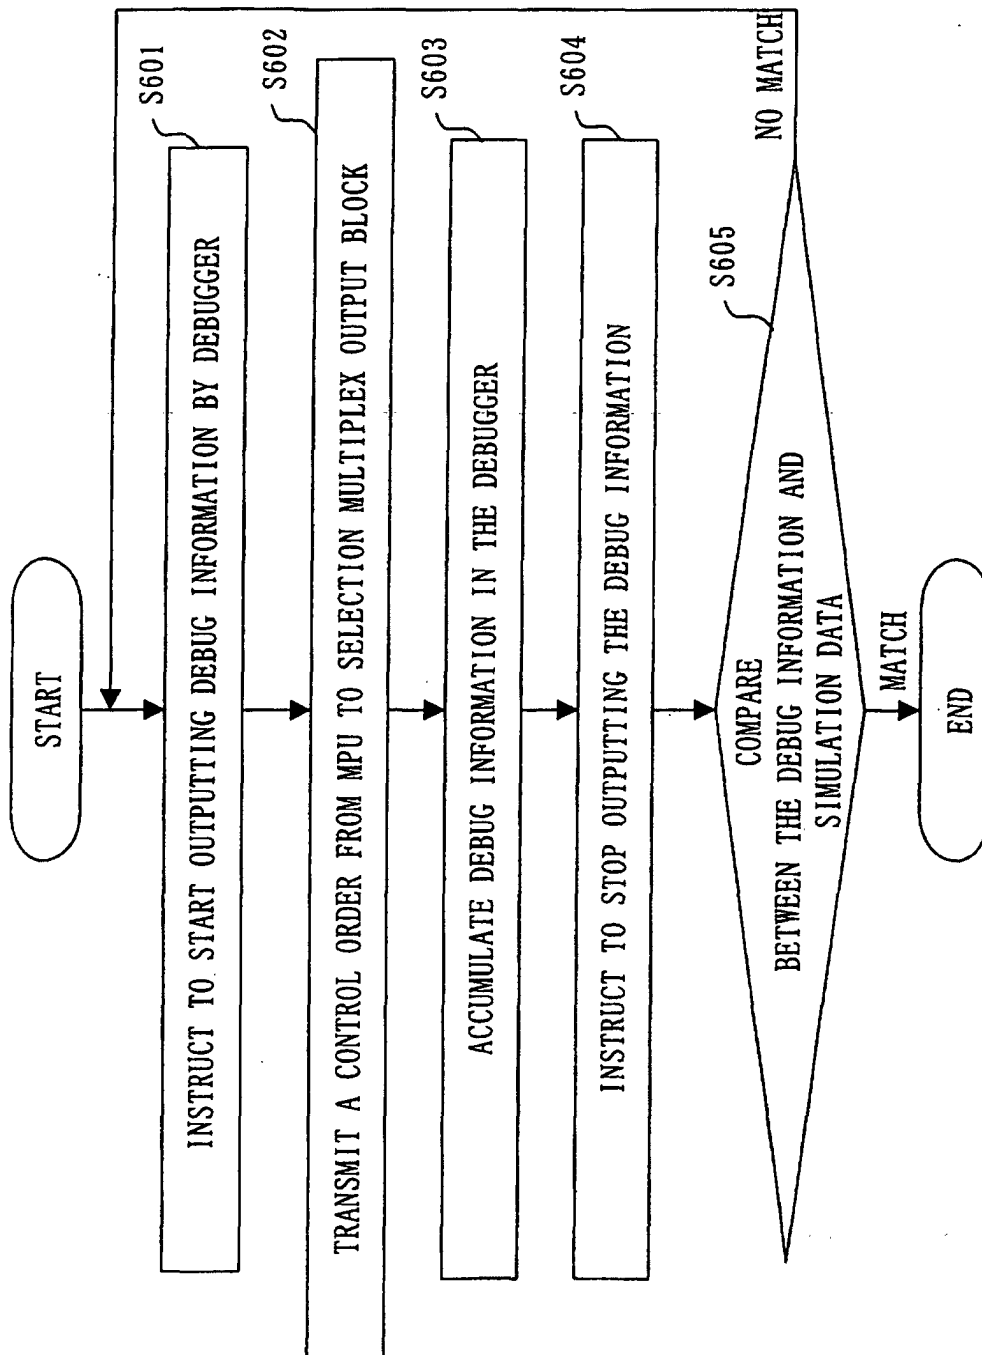 START
S601
INSTRUCT TO START OUTPUTTING DEBUG INFORMATION BY DEBUGGER
S602
TRANSMIT A CONTROL ORDER FROM MPU TO SELECTION MULTIPLEX OUTPUT BLOCK
S603
ACCUMULATE DEBUG INFORMATION IN THE DEBUGGER
S604
INSTRUCT TO STOP OUTPUTTING THE DEBUG INFORMATION
S605
COMPARE
BETWEEN THE DEBUG INFORMATION AND
SIMULATION DATA
NO MATCH
MATCH
END